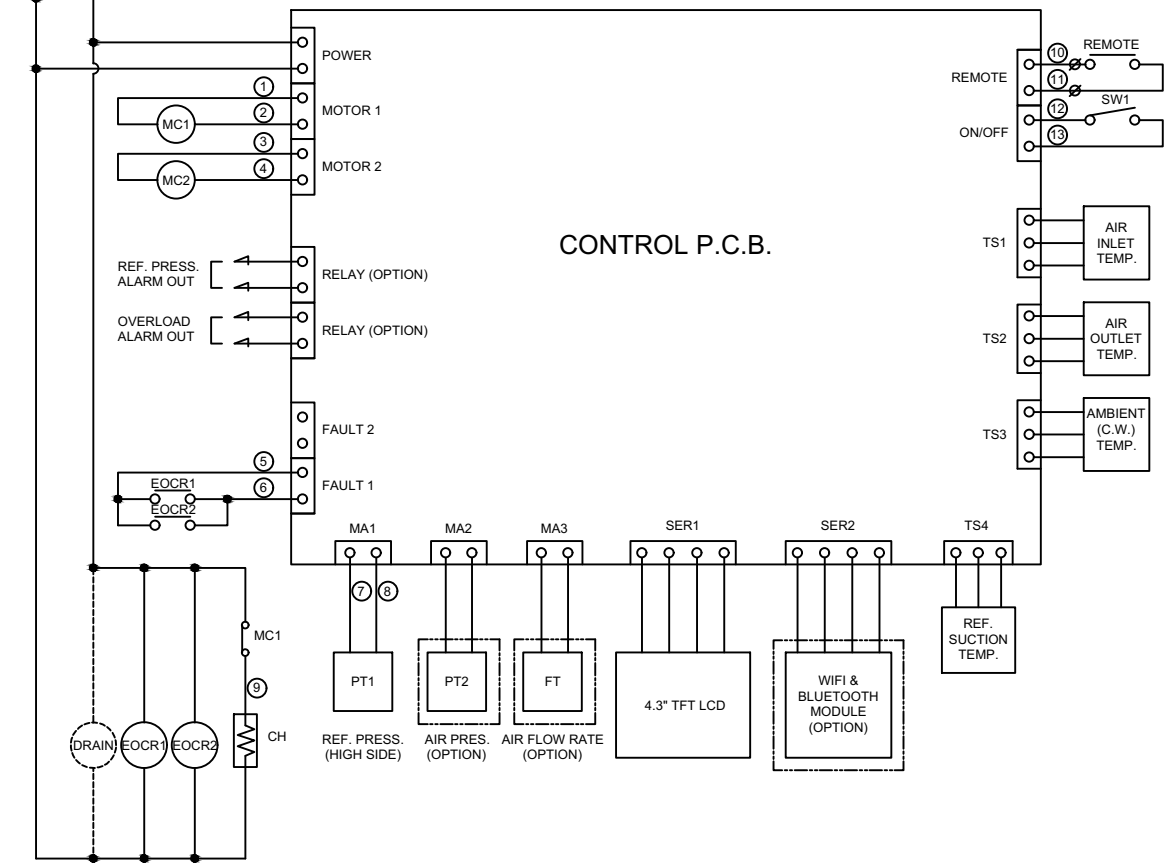 POWER
1
MOTOR 1
2
MC1
3
MOTOR 2
4
MC2
REF. PRESS.
ALARM OUT
RELAY (OPTION)
OVERLOAD
ALARM OUT
RELAY (OPTION)
FAULT 2
5
FAULT 1
6
EOCR1
EOCR2
CONTROL P.C.B.
10
REMOTE
REMOTE
11
SW1
12
ON/OFF
13
TS1
AIR
INLET
TEMP.
TS2
AIR
OUTLET
TEMP.
TS3
AMBIENT
(C.W.)
TEMP.
MA1
MA2
MA3
SER1
SER2
TS4
7
8
PT1
REF. PRESS.
(HIGH SIDE)
PT2
AIR PRES.
(OPTION)
FT
AIR FLOW RATE
(OPTION)
4.3" TFT LCD
WIFI &
BLUETOOTH
MODULE
(OPTION)
REF.
SUCTION
TEMP.
MC1
9
DRAIN
EOCR1
EOCR2
CH